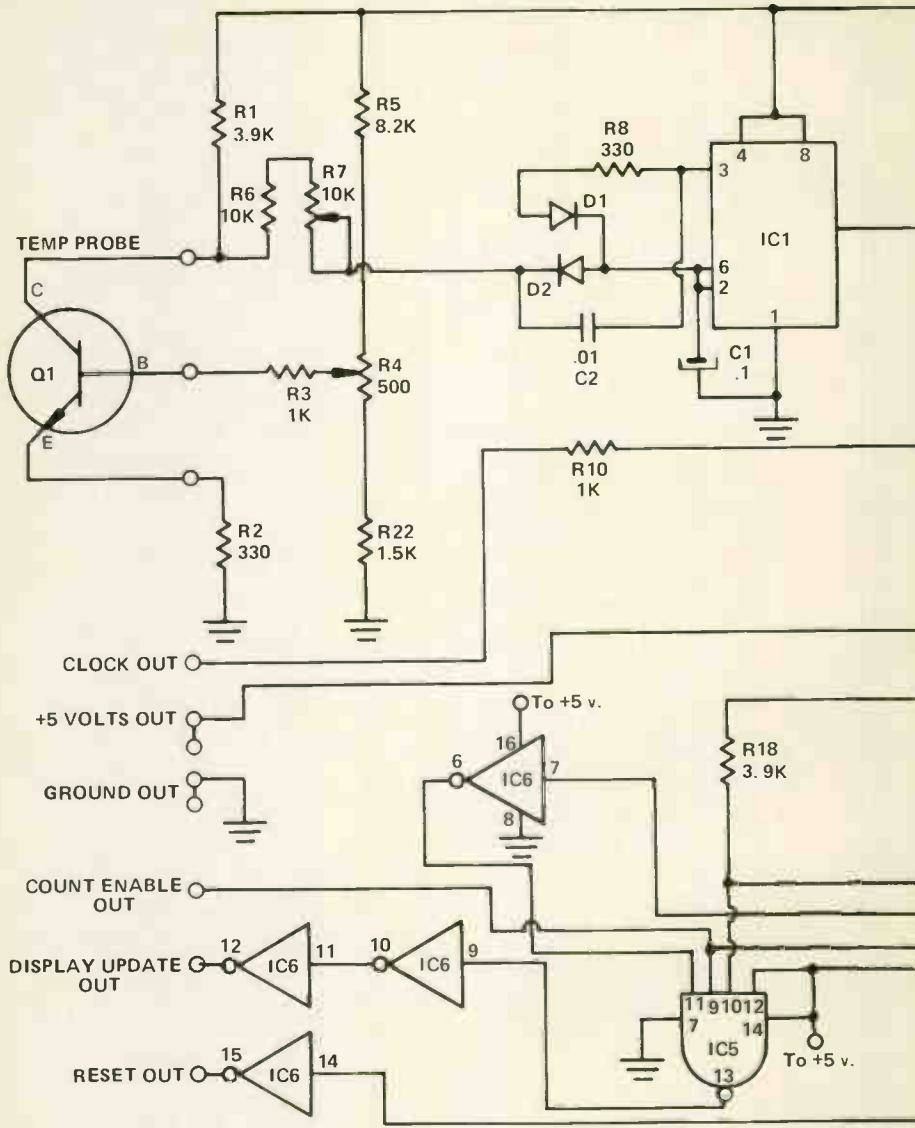 R1
3.9K
R5
8.2K
R8
330
4
8
3
R6
10K
R7
10K
D1
IC1
TEMP PROBE
6
2
D2
C
1
B
Q1
R4
500
.01
C2
C1
.1
R3
1K
E
R10
1K
R2
330
R22
1.5K
CLOCK OUT
To +5 v.
+5 VOLTS OUT
16
6
IC6
7
R18
3.9K
GROUND OUT
8
COUNT ENABLE
OUT
12
11
10
9
DISPLAY UPDATE
OUT
IC6
IC6
11 9 10 12
7
14
IC5
To +5 v.
15
14
13
RESET OUT
IC6